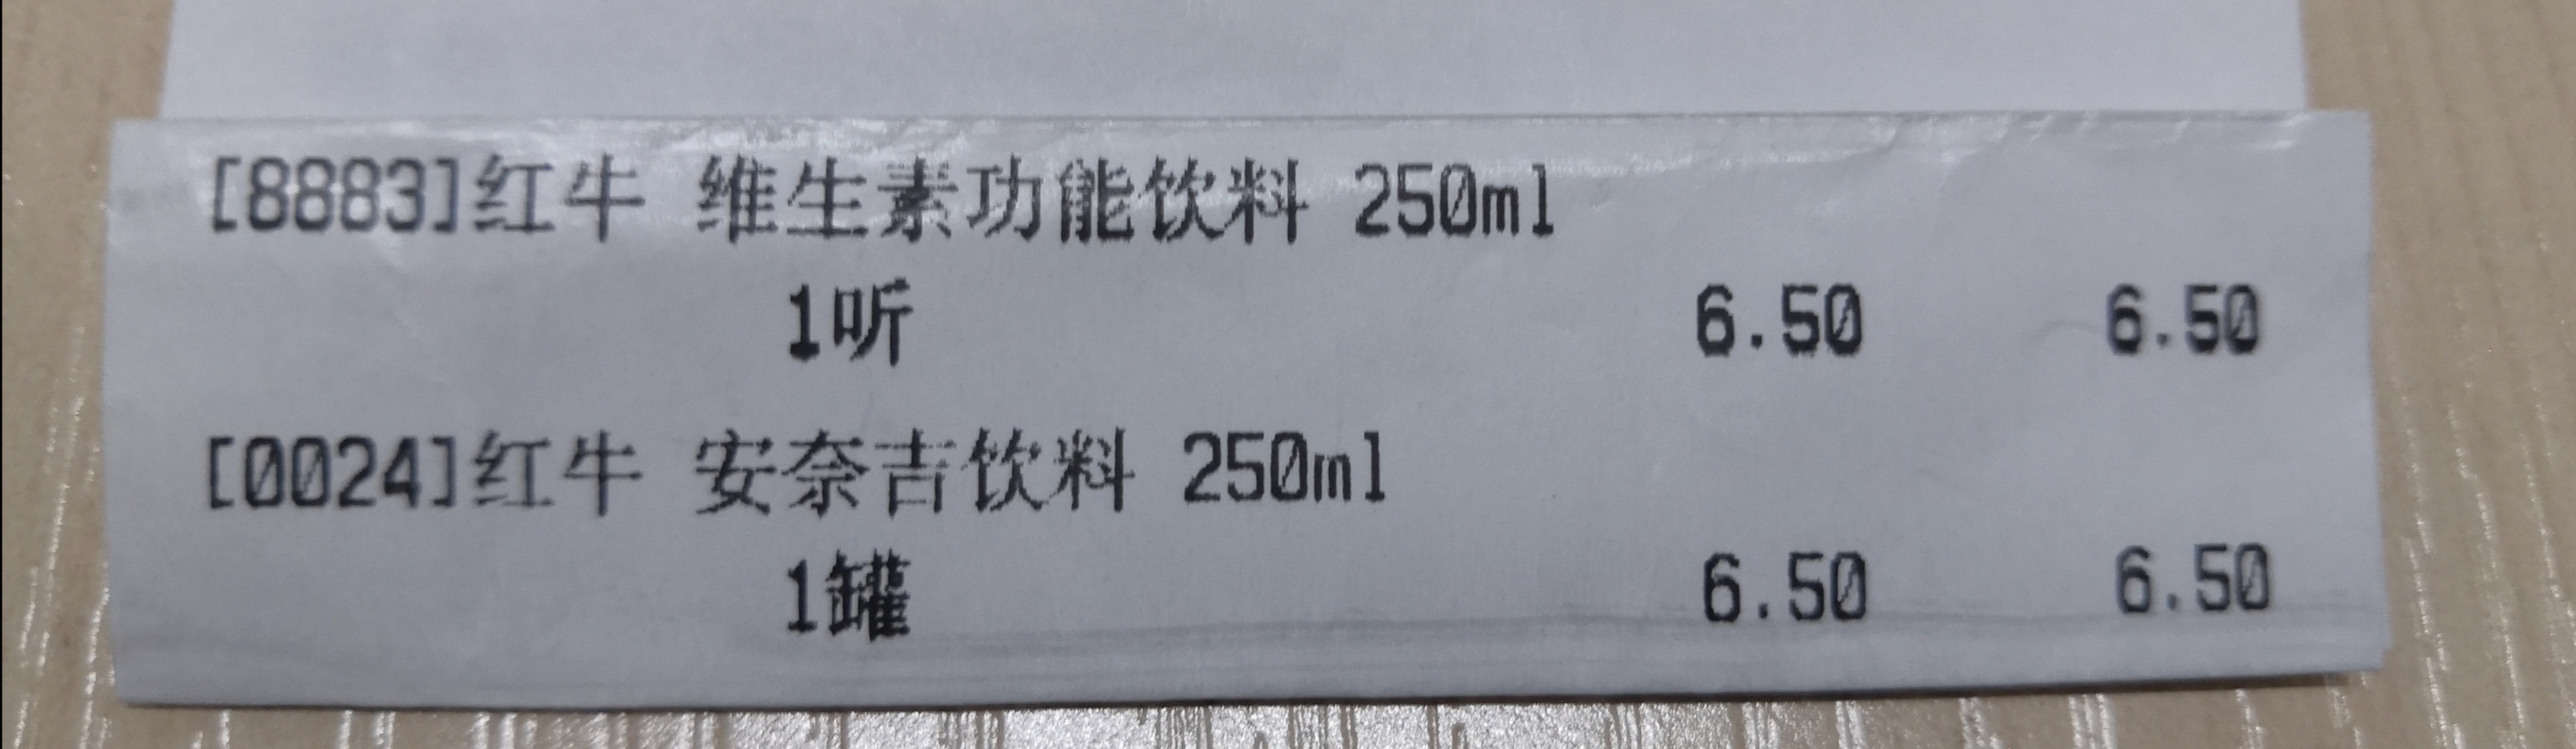 [8883]红牛 维生素功能饮料 250ml
1听 6.50 6.50
[0024]红牛 安奈吉饮料 250ml
1罐 6.50 6.50